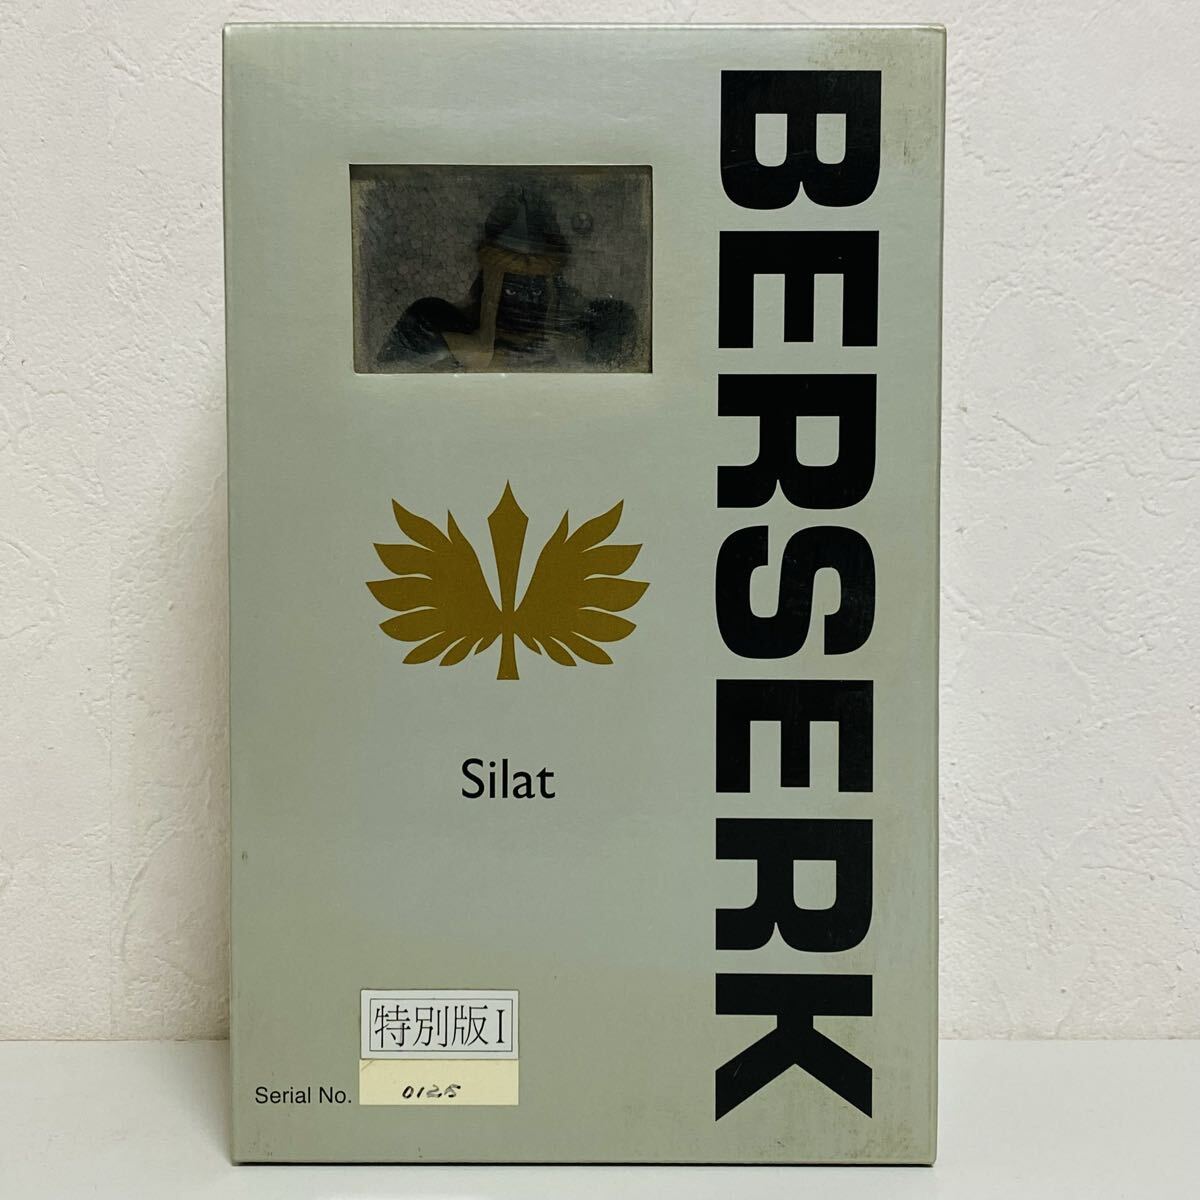 BERSERK
Silat
特別版I
Serial No. 0125